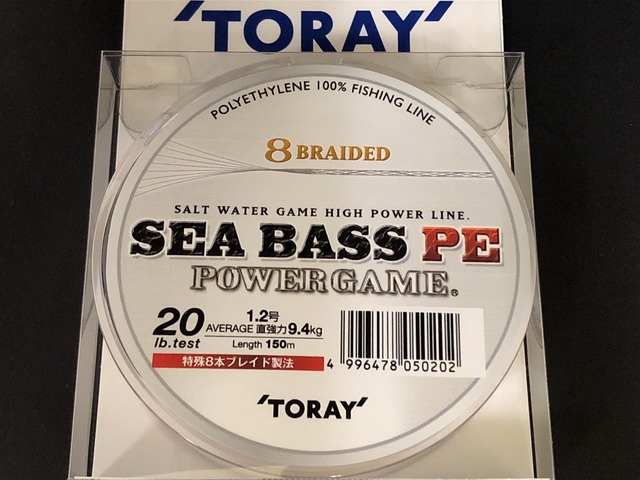 'TORAY'
POLYETHYLENE 100% FISHING LINE
8 BRAIDED
SALT WATER GAME HIGH POWER LINE.
SEA BASS PE
POWERGAME®
20 lb.test
1.2号
AVERAGE 直強力 9.4kg
Length 150m
特殊8本ブレイド製法
4 996478 050202
'TORAY'